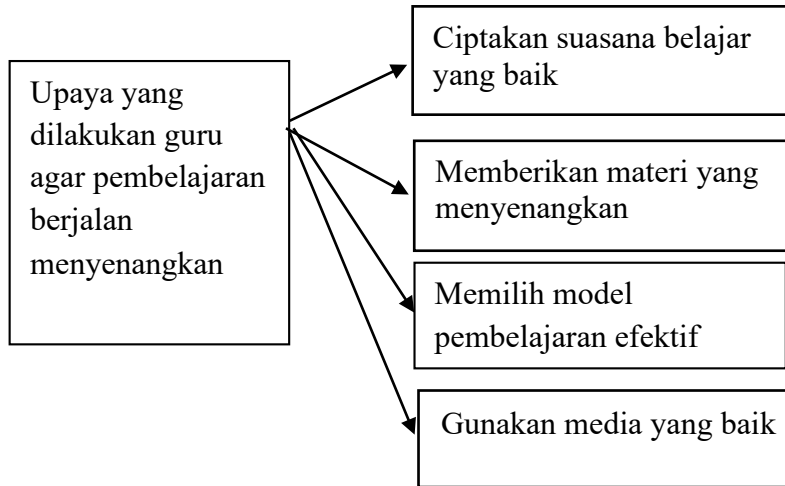 Upaya yang
dilakukan guru
agar pembelajaran
berjalan
menyenangkan
Ciptakan suasana belajar
yang baik
Memberikan materi yang
menyenangkan
Memilih model
pembelajaran efektif
Gunakan media yang baik